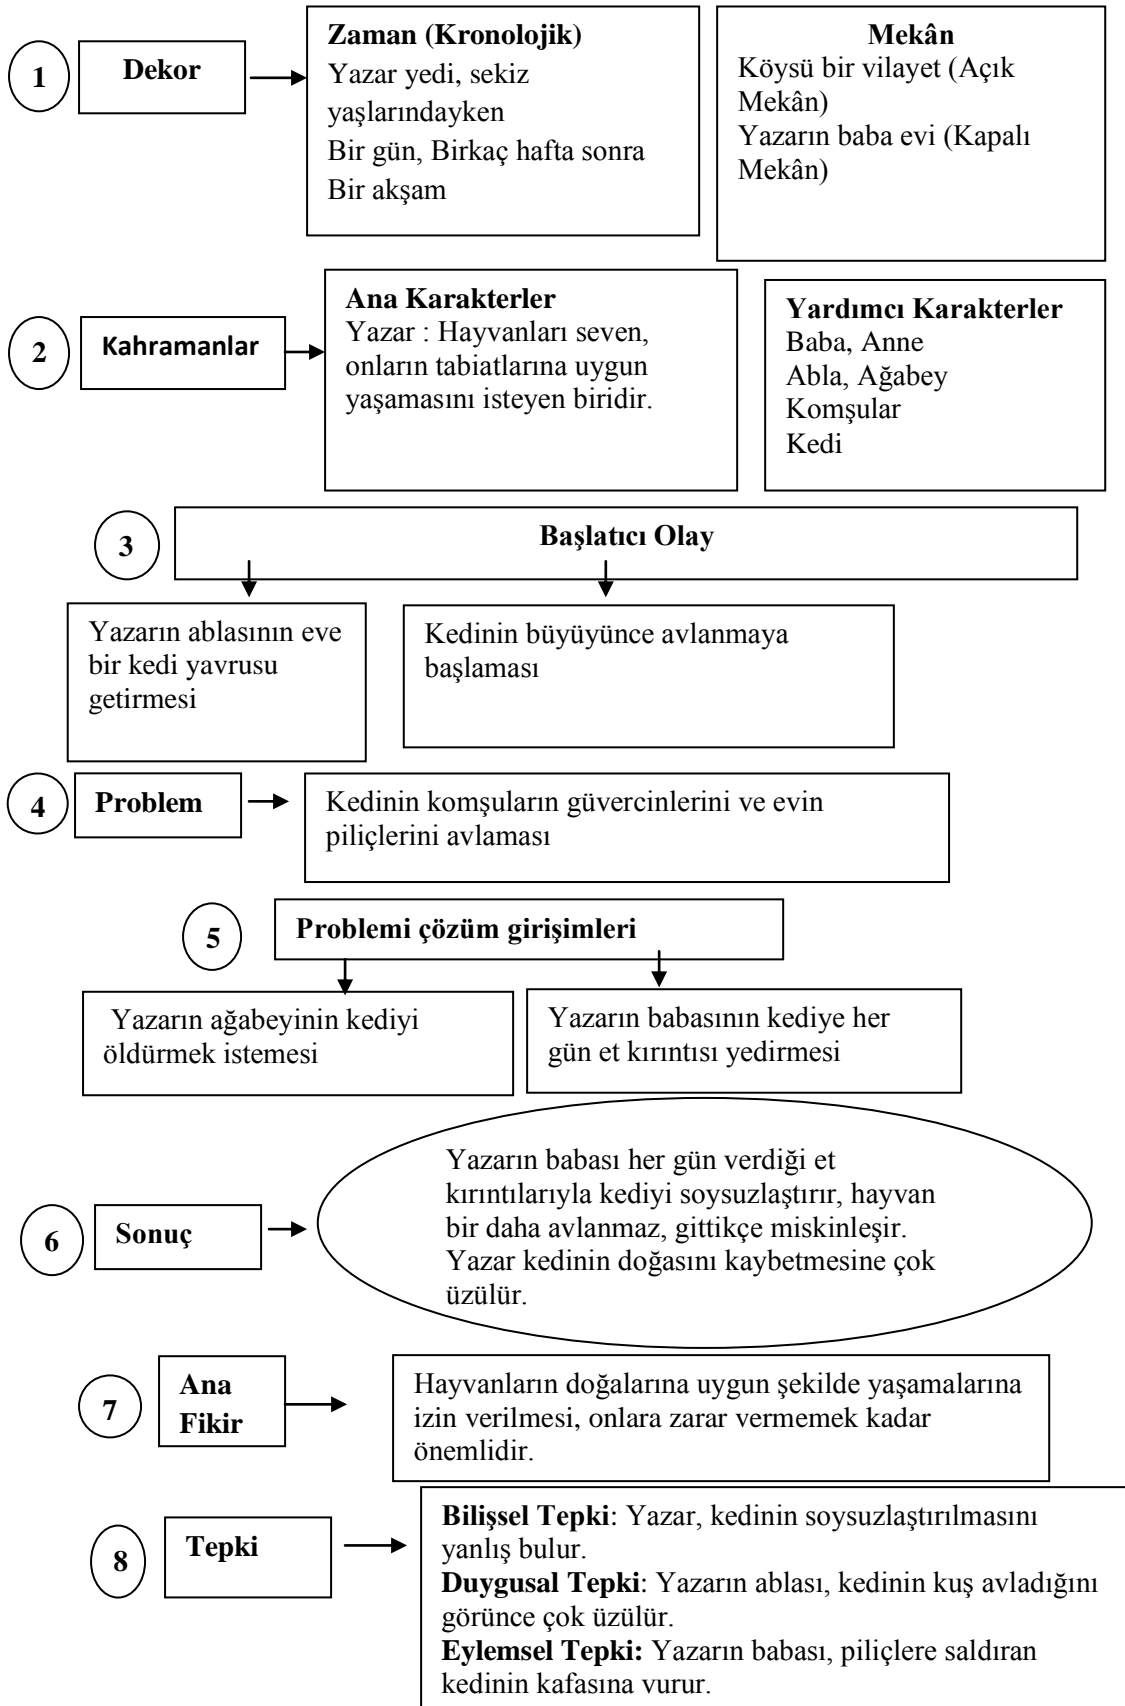 1
Dekor
Zaman (Kronolojik)
Yazar yedi, sekiz
yaşlarındayken
Bir gün, Birkaç hafta sonra
Bir akşam
Mekân
Köysü bir vilayet (Açık
Mekân)
Yazarın baba evi (Kapalı
Mekân)
2
Kahramanlar
Ana Karakterler
Yazar : Hayvanları seven,
onların tabiatlarına uygun
yaşamasını isteyen biridir.
Yardımcı Karakterler
Baba, Anne
Abla, Ağabey
Komşular
Kedi
3
Başlatıcı Olay
Yazarın ablasının eve
bir kedi yavrusu
getirmesi
Kedinin büyüyünce avlanmaya
başlaması
4
Problem
Kedinin komşuların güvercinlerini ve evin
piliçlerini avlaması
5
Problemi çözüm girişimleri
Yazarın ağabeyinin kediyi
öldürmek istemesi
Yazarın babasının kediye her
gün et kırıntısı yedirmesi
6
Sonuç
Yazarın babası her gün verdiği et
kırıntılarıyla kediyi soysuzlaştırır, hayvan
bir daha avlanmaz, gittikçe miskinleşir.
Yazar kedinin doğasını kaybetmesine çok
üzülür.
7
Ana
Fikir
Hayvanların doğalarına uygun şekilde yaşamalarına
izin verilmesi, onlara zarar vermemek kadar
önemlidir.
8
Tepki
Bilişsel Tepki: Yazar, kedinin soysuzlaştırılmasını
yanlış bulur.
Duygusal Tepki: Yazarın ablası, kedinin kuş avladığını
görünce çok üzülür.
Eylemsel Tepki: Yazarın babası, piliçlere saldıran
kedinin kafasına vurur.